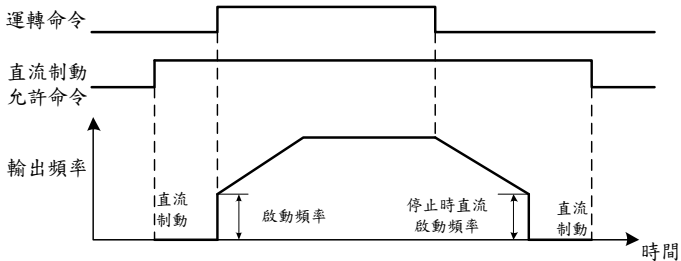 運轉命令
直流制動
允許命令
輸出頻率
直流
制動
啟動頻率
停止時直流
啟動頻率
直流
制動
時間